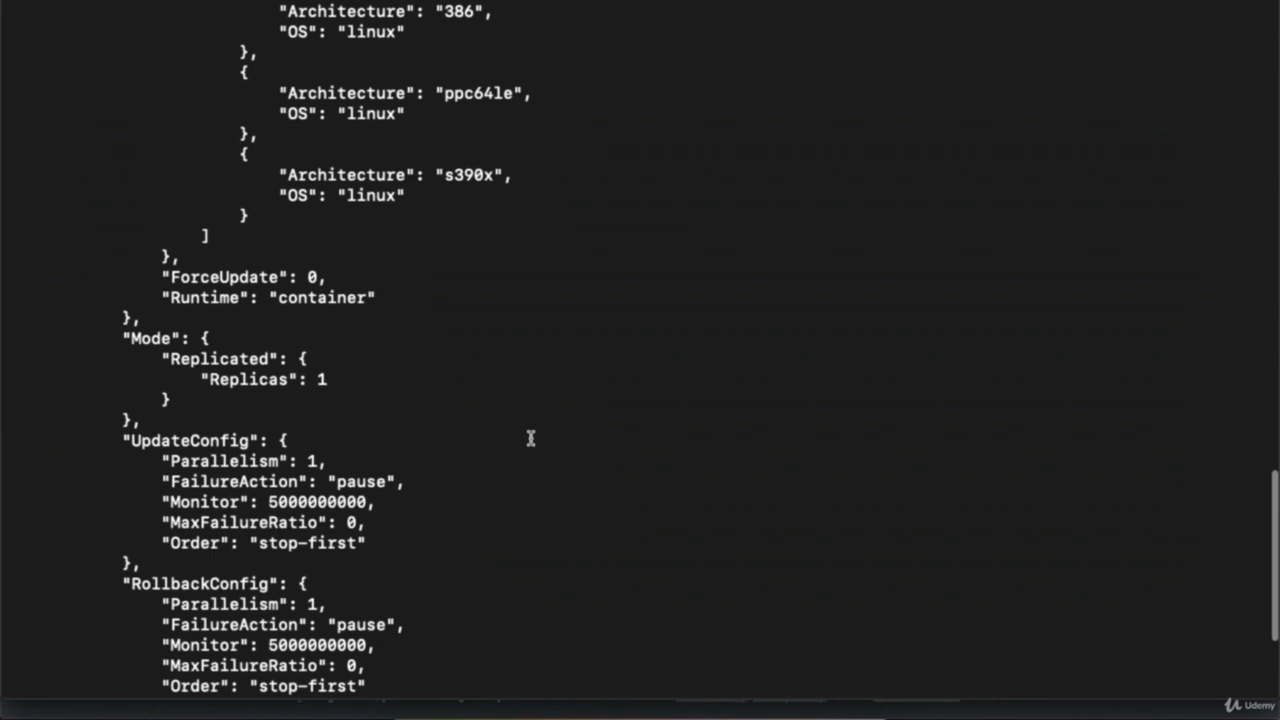 "Architecture": "386",
"OS": "linux"
},
{
"Architecture": "ppc64le",
"OS": "linux"
},
{
"Architecture": "s390x",
"OS": "linux"
}
]
},
"ForceUpdate": 0,
"Runtime": "container"
},
"Mode": {
"Replicated": {
"Replicas": 1
}
},
"UpdateConfig": {
"Parallelism": 1,
"FailureAction": "pause",
"Monitor": 5000000000,
"MaxFailureRatio": 0,
"Order": "stop-first"
},
"RollbackConfig": {
"Parallelism": 1,
"FailureAction": "pause",
"Monitor": 5000000000,
"MaxFailureRatio": 0,
"Order": "stop-first"
Udemy